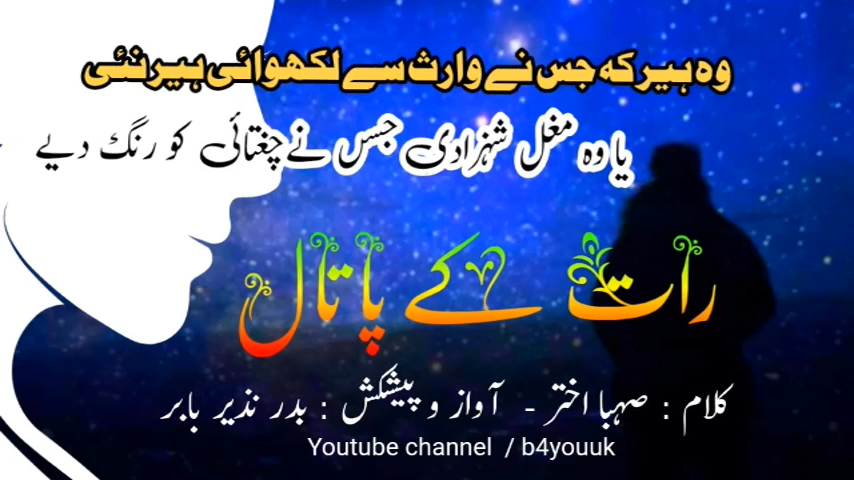 وہ ہیر کہ جس نے وارث سے لکھوائی ہیر نئی
یا وہ مغل شہزادی جس نے چغتائی کو رنگ دیے
رات کے پاتال
کلام : صہبا اختر - آواز و پیشکش : بدر نذیر بابر
Youtube channel / b4youuk